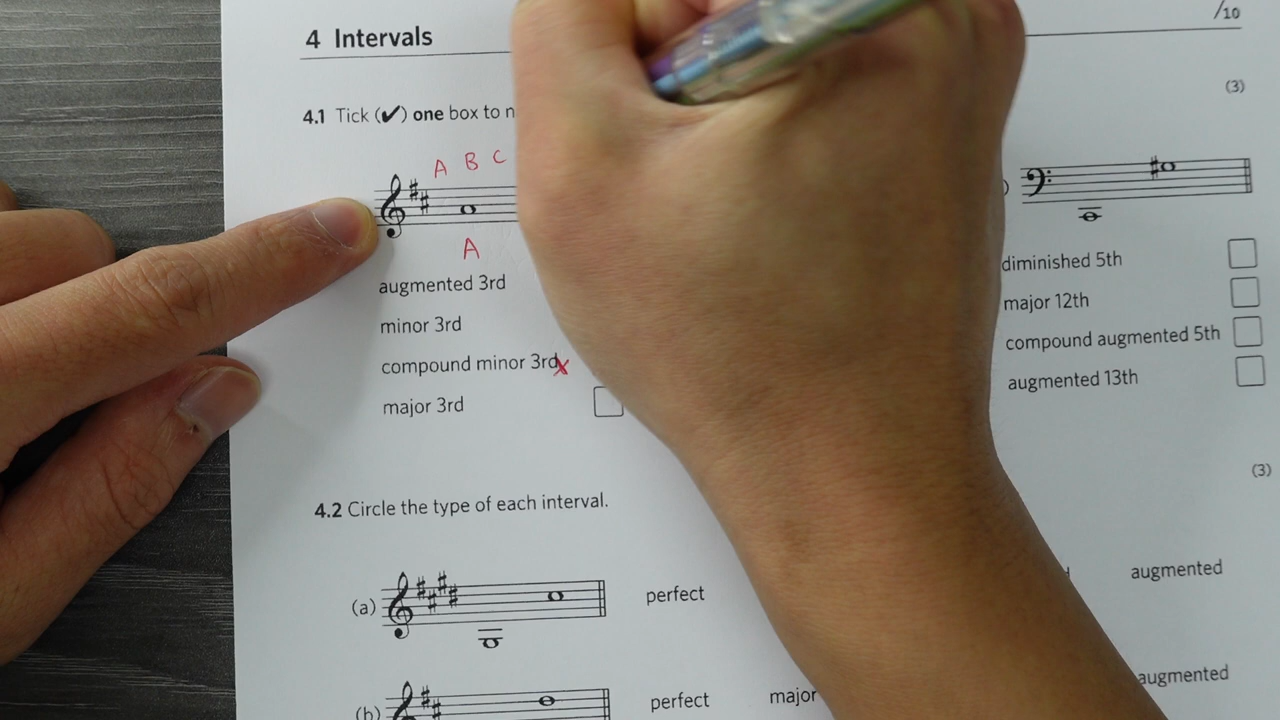 4 Intervals
/10
4.1 Tick (✔) one box to n
(3)
A B C
A
augmented 3rd
minor 3rd
compound minor 3rd x
major 3rd
)
diminished 5th
major 12th
compound augmented 5th
augmented 13th
4.2 Circle the type of each interval.
(3)
(a) perfect augmented
(b) perfect major augmented